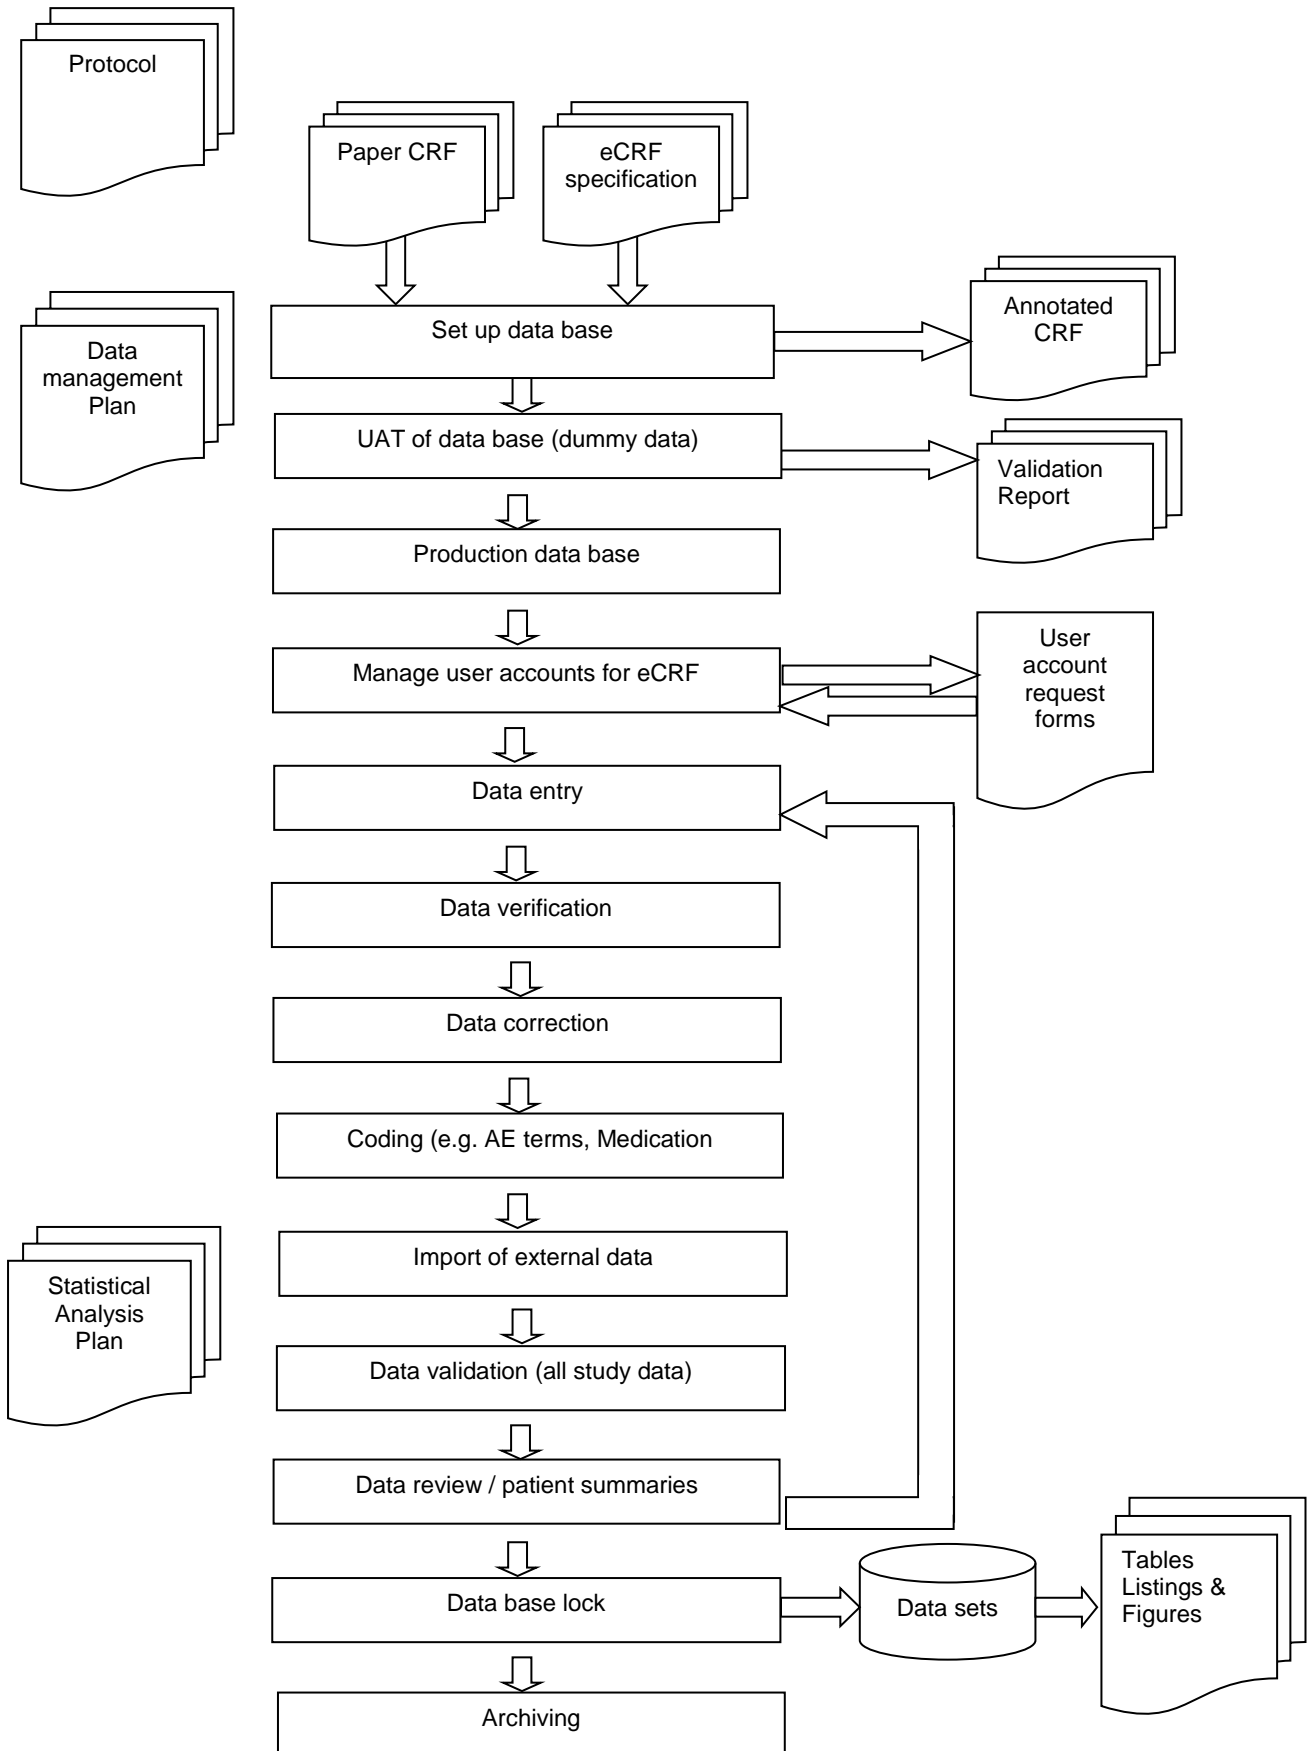 Protocol
Paper CRF
eCRF
specification
Set up data base
Annotated
CRF
Data
management
Plan
UAT of data base (dummy data)
Validation
Report
Production data base
Manage user accounts for eCRF
User
account
request
forms
Data entry
Data verification
Data correction
Coding (e.g. AE terms, Medication
Import of external data
Statistical
Analysis
Plan
Data validation (all study data)
Data review / patient summaries
Data base lock
Data sets
Tables
Listings &
Figures
Archiving